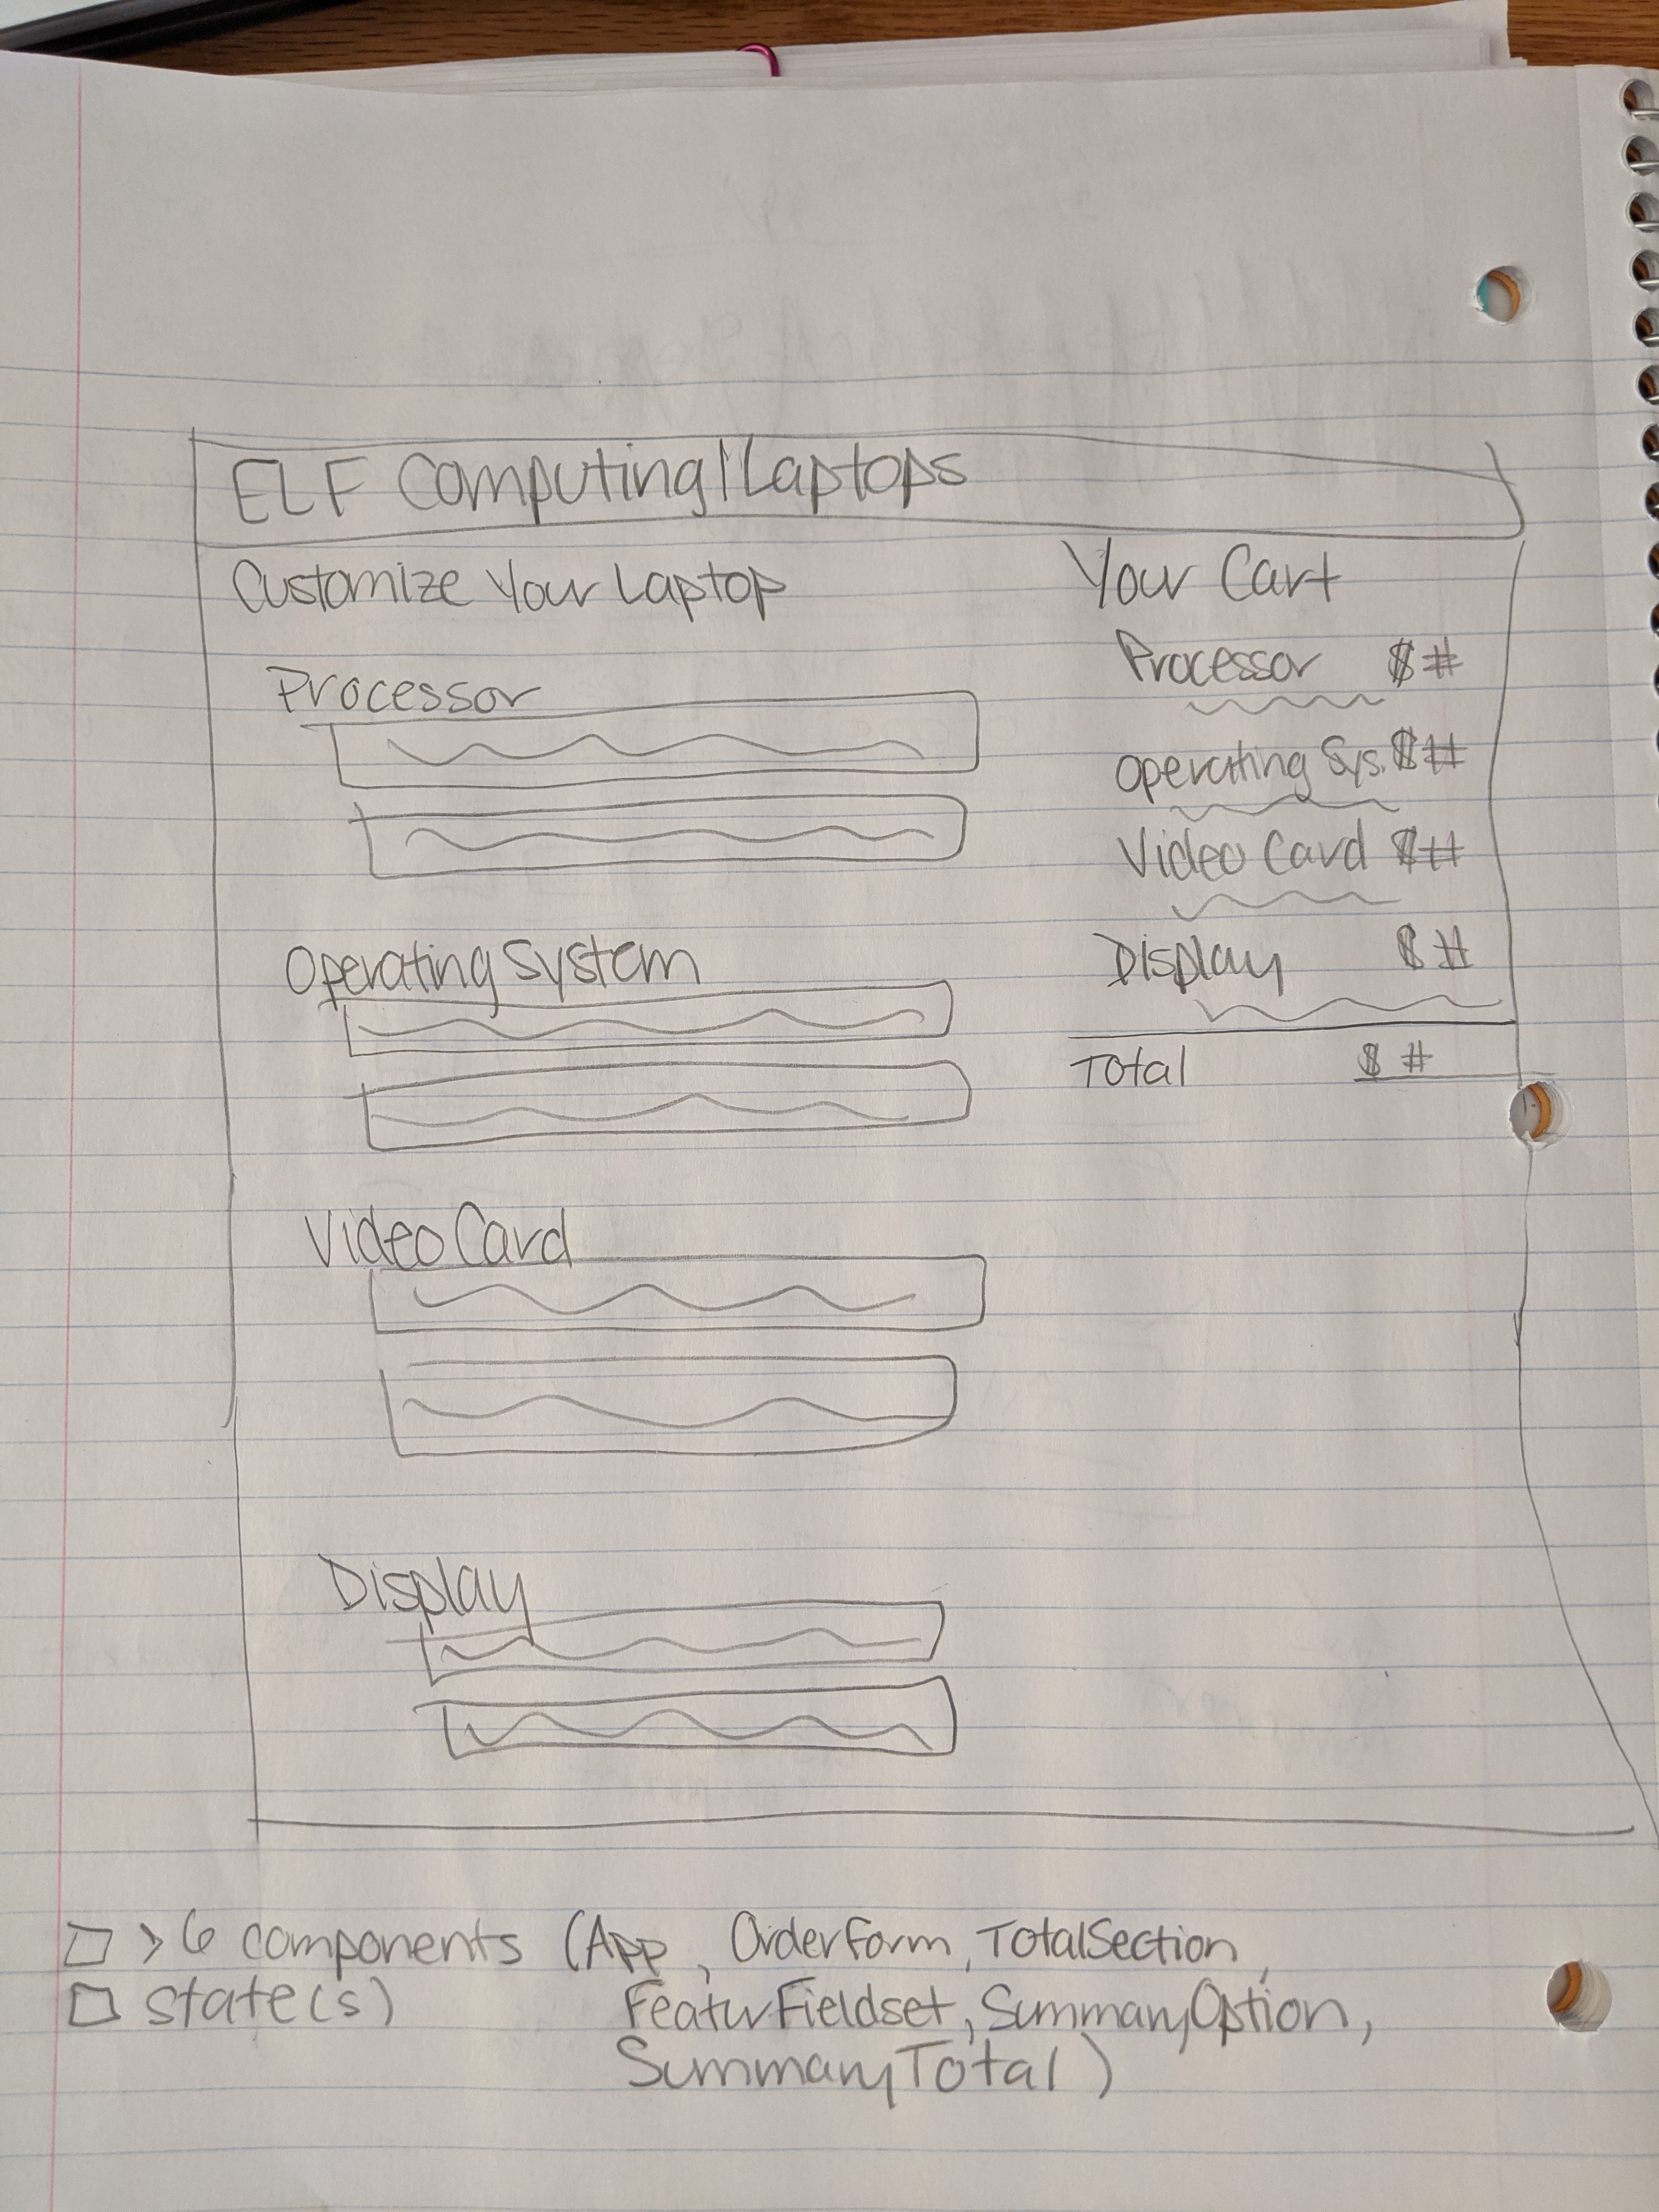 ELF Computing | Laptops
Customize Your Laptop
Processor
Operating System
Video Card
Display
Your Cart
Processor $ #
Operating Sys. $ #
Video Card $ #
Display $ #
Total $ #
> 6 components (App, OrderForm, TotalSection,
state(s) FeaturFieldset, SummaryOption,
SummaryTotal)